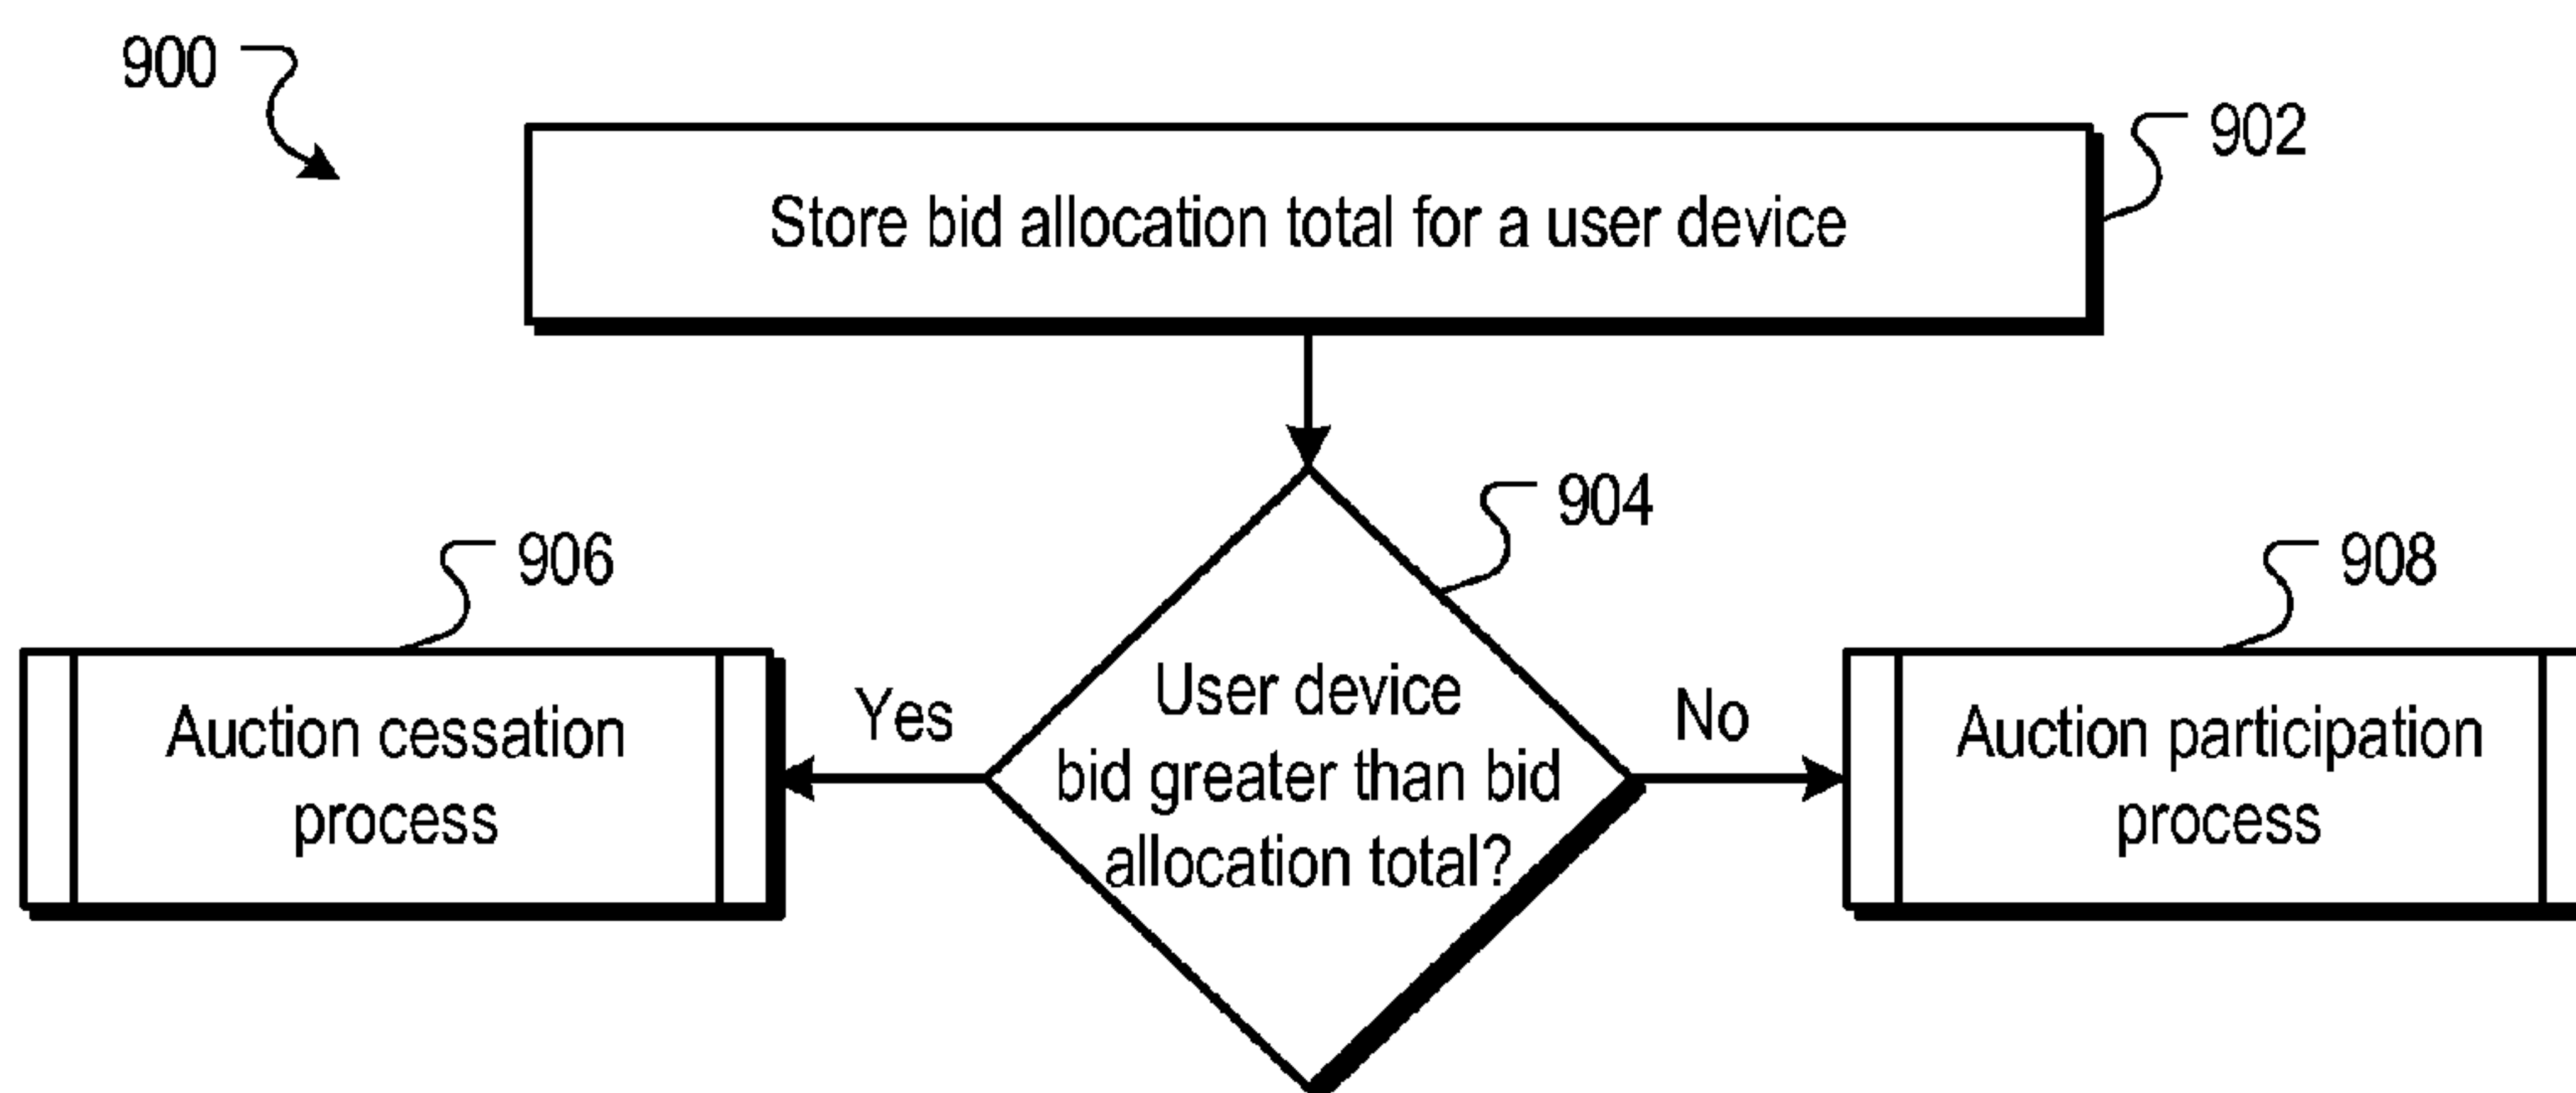 900
902
Store bid allocation total for a user device
904
906
908
Auction cessation
process
Yes
User device
bid greater than bid
allocation total?
No
Auction participation
process